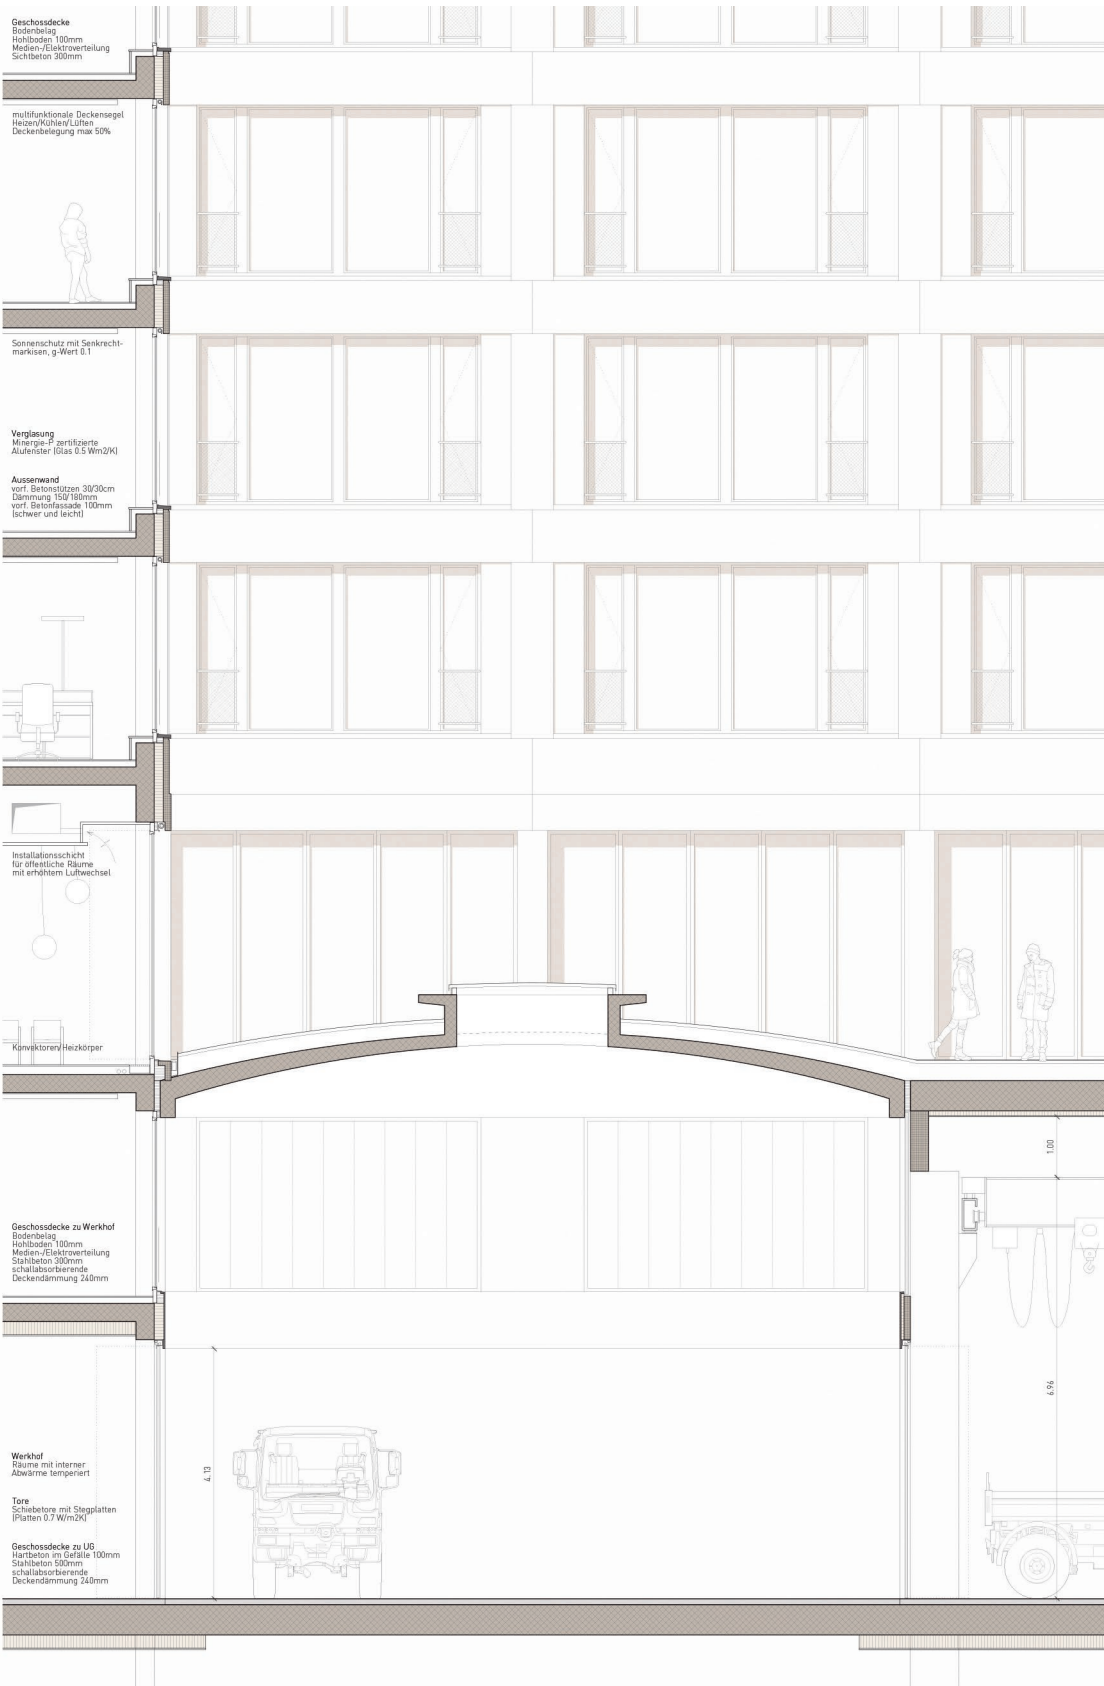 Geschossdecke
Bodenbelag
Hohlboden 100mm
Medien-/Elektroverteilung
Sichtbeton 300mm
multifunktionale Deckensegel
Heizen/Kühlen/Lüften
Deckenbelegung max 50%
Sonnenschutz mit Senkrecht-
markisen, g-Wert 0.1
Verglasung
Minergie-P zertifizierte
Alufenster (Glas 0.5 Wm2/K)
Aussenwand
vorf. Betonstützen 30/30cm
Dämmung 150/180mm
vorf. Betonfassade 100mm
(schwer und leicht)
Installationsschicht
für öffentliche Räume
mit erhöhtem Luftwechsel
Konvektoren/Heizkörper
1.00
Geschossdecke zu Werkhof
Bodenbelag
Hohlboden 100mm
Medien-/Elektroverteilung
Stahlbeton 300mm
schallabsorbierende
Deckendämmung 240mm
6.96
4.13
Werkhof
Räume mit interner
Abwärme temperiert
Tore
Schiebetore mit Stegplatten
(Platten 0.7 W/m2K)
Geschossdecke zu UG
Hartbeton im Gefälle 100mm
Stahlbeton 500mm
schallabsorbierende
Deckendämmung 240mm